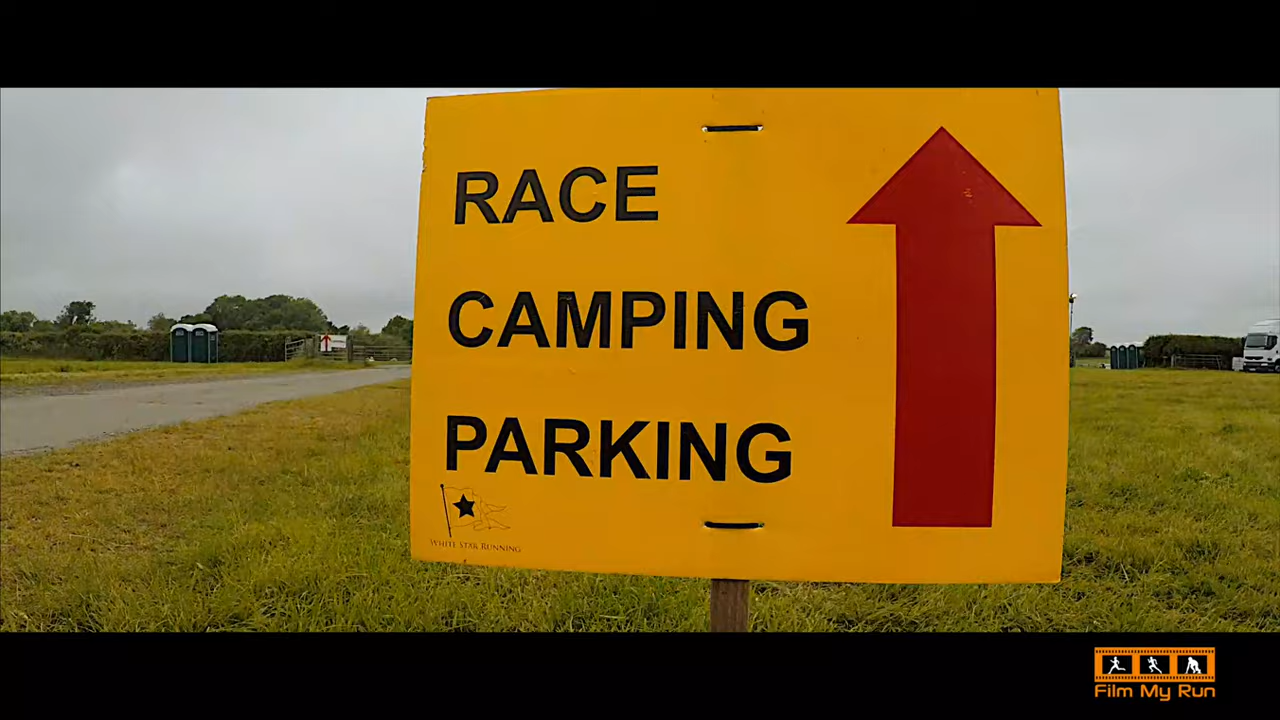 RACE
CAMPING
PARKING
WHITE STAR RUNNING
Film My Run